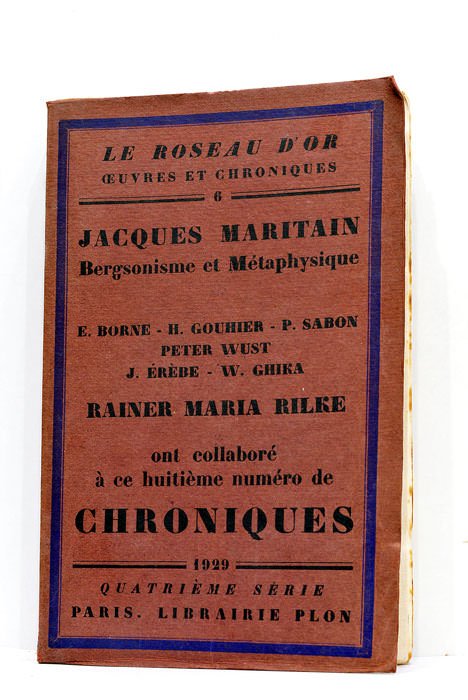 LE ROSEAU D'OR
ŒUVRES ET CHRONIQUES
6
JACQUES MARITAIN
Bergsonisme et Métaphysique
E. BORNE - H. GOUHIER - P. SABON
PETER WUST
J. ÉRÈBE - W. GHIKA
RAINER MARIA RILKE
ont collaboré
à ce huitième numéro de
CHRONIQUES
1929
QUATRIÈME SÉRIE
PARIS. LIBRAIRIE PLON